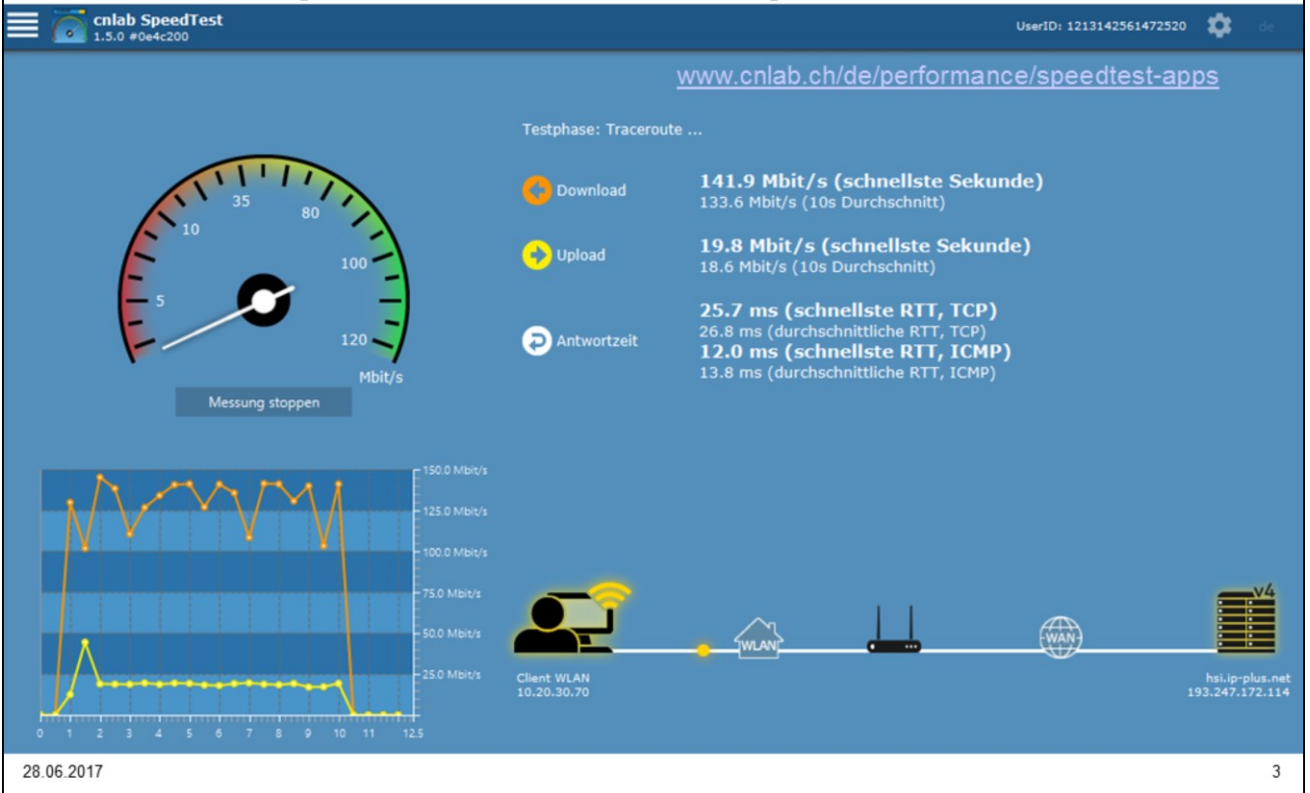 cnlab SpeedTest
1.5.0 #0e4c200
UserID: 1213142561472520
de
www.cnlab.ch/de/performance/speedtest-apps
Testphase: Traceroute ...
Download
141.9 Mbit/s (schnellste Sekunde)
133.6 Mbit/s (10s Durchschnitt)
Upload
19.8 Mbit/s (schnellste Sekunde)
18.6 Mbit/s (10s Durchschnitt)
Antwortzeit
25.7 ms (schnellste RTT, TCP)
26.8 ms (durchschnittliche RTT, TCP)
12.0 ms (schnellste RTT, ICMP)
13.8 ms (durchschnittliche RTT, ICMP)
5
10
35
80
100
120
Mbit/s
Messung stoppen
150.0 Mbit/s
125.0 Mbit/s
100.0 Mbit/s
75.0 Mbit/s
50.0 Mbit/s
25.0 Mbit/s
0 1 2 3 4 5 6 7 8 9 10 11 12.5
WLAN
WAN
v4
Client WLAN
10.20.30.70
hsi.ip-plus.net
193.247.172.114
28.06.2017
3